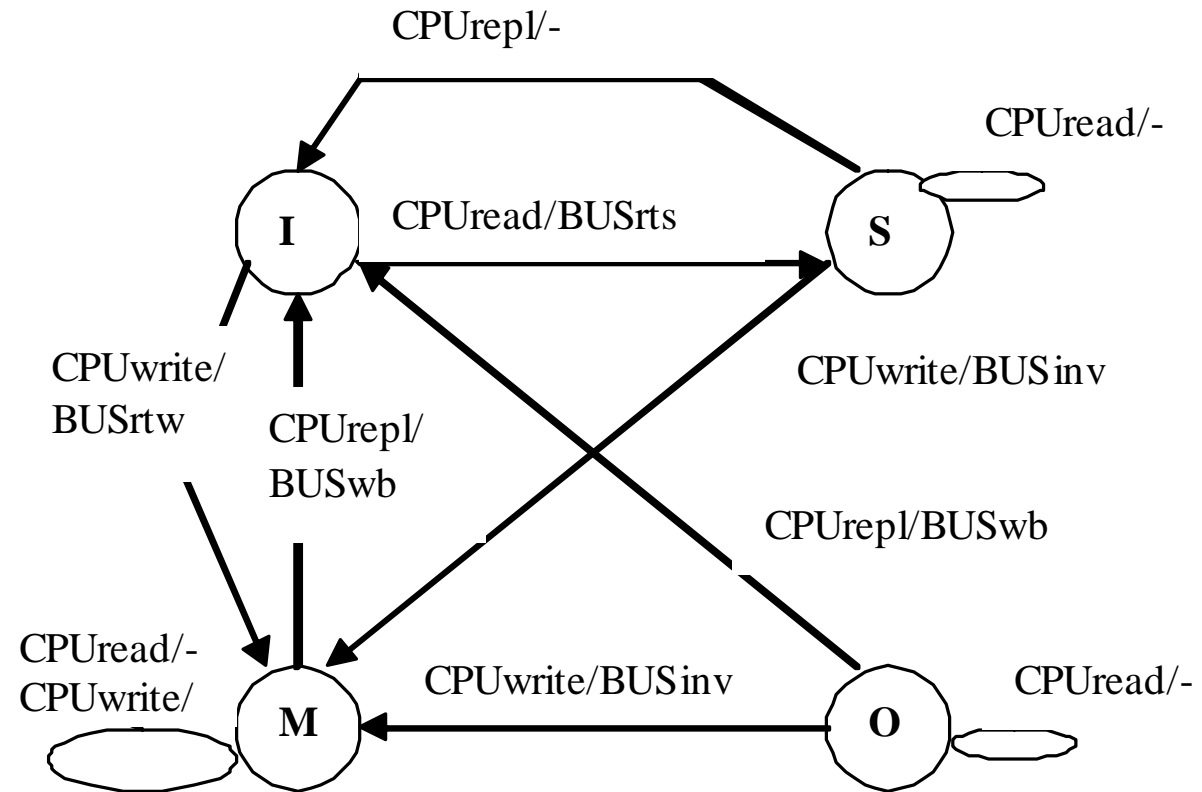 CPUrepl/-
CPUread/-
I
CPUread/BUSrts
S
CPUwrite/
BUSrtw
CPUwrite/BUSinv
CPUrepl/
BUSwb
CPUrepl/BUSwb
CPUread/-
CPUwrite/
M
CPUwrite/BUSinv
O
CPUread/-